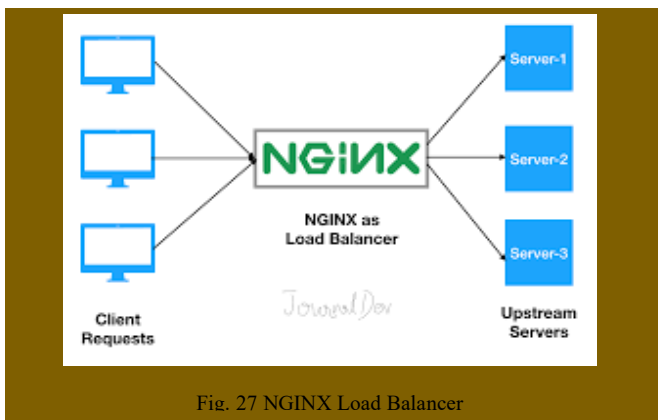 Server-1
NGINX
Server-2
NGINX as
Load Balancer
Server-3
Client
Requests
JournalDev
Upstream
Servers
Fig. 27 NGINX Load Balancer